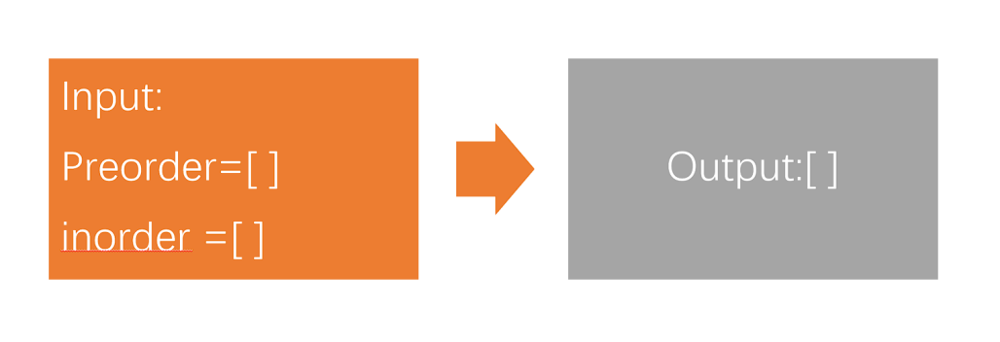 Input:
Preorder=[ ]
inorder =[ ]
Output:[ ]